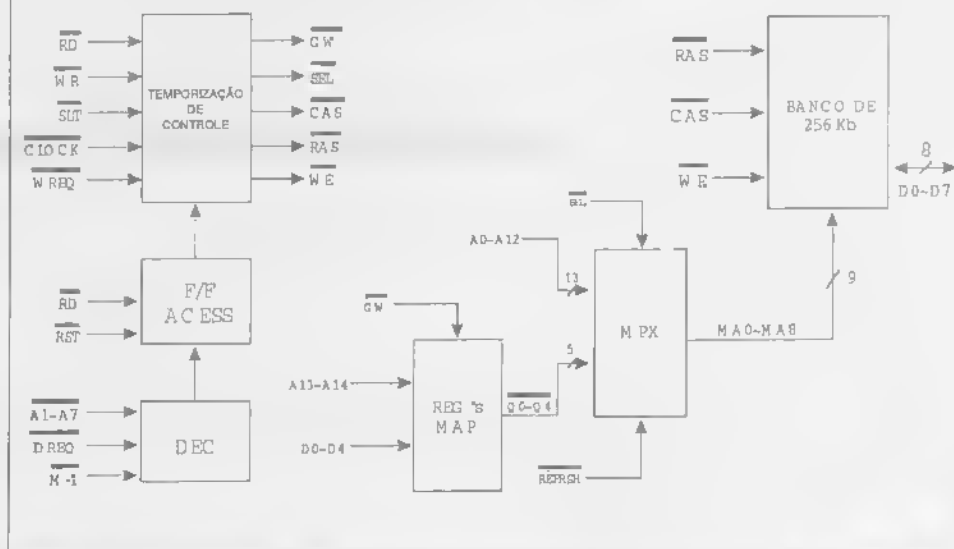 RD
WR
SLT
CLOCK
WREQ
TEMPORIZAÇÃO
DE
CONTROLE
GW
SEL
CAS
RAS
WE
RAS
CAS
WE
BANCO DE
256 Kb
8
D0~D7
9
RD
RST
F/F
ACESS
A1-A7
DREQ
M-1
DEC
GW
A13-A14
D0-D4
REG's
MAP
Q0-Q4
A0-A12
13
5
MPX
REFRSH
MA0~MA8